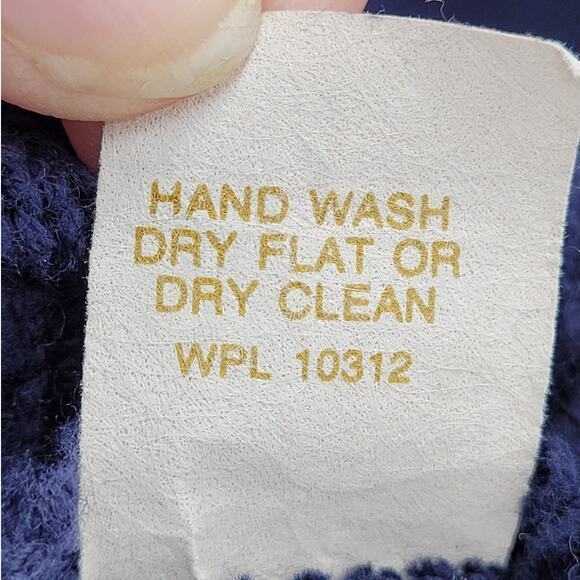 HAND WASH
DRY FLAT OR
DRY CLEAN
WPL 10312